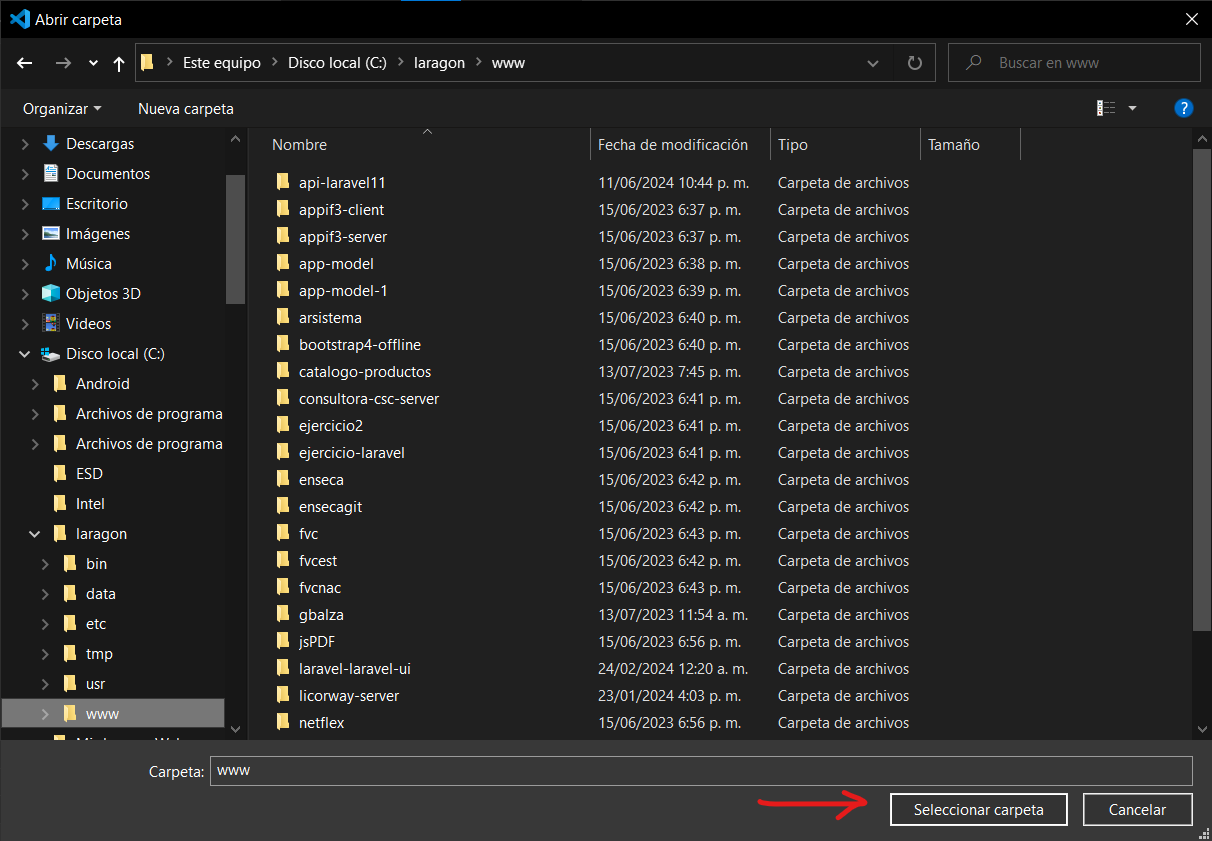 Abrir carpeta
Este equipo > Disco local (C:) > laragon > www
Buscar en www
Organizar
Nueva carpeta
?
Descargas
Documentos
Escritorio
Imágenes
Música
Objetos 3D
Videos
Disco local (C:)
Android
Archivos de programa
Archivos de programa
ESD
Intel
laragon
bin
data
etc
tmp
usr
www
Nombre Fecha de modificación Tipo Tamaño
api-laravel11 11/06/2024 10:44 p. m. Carpeta de archivos
appif3-client 15/06/2023 6:37 p. m. Carpeta de archivos
appif3-server 15/06/2023 6:37 p. m. Carpeta de archivos
app-model 15/06/2023 6:38 p. m. Carpeta de archivos
app-model-1 15/06/2023 6:39 p. m. Carpeta de archivos
arsistema 15/06/2023 6:40 p. m. Carpeta de archivos
bootstrap4-offline 15/06/2023 6:40 p. m. Carpeta de archivos
catalogo-productos 13/07/2023 7:45 p. m. Carpeta de archivos
consultora-csc-server 15/06/2023 6:41 p. m. Carpeta de archivos
ejercicio2 15/06/2023 6:41 p. m. Carpeta de archivos
ejercicio-laravel 15/06/2023 6:41 p. m. Carpeta de archivos
enseca 15/06/2023 6:42 p. m. Carpeta de archivos
ensecagit 15/06/2023 6:42 p. m. Carpeta de archivos
fvc 15/06/2023 6:43 p. m. Carpeta de archivos
fvcest 15/06/2023 6:42 p. m. Carpeta de archivos
fvcnac 15/06/2023 6:43 p. m. Carpeta de archivos
gbalza 13/07/2023 11:54 a. m. Carpeta de archivos
jsPDF 15/06/2023 6:56 p. m. Carpeta de archivos
laravel-laravel-ui 24/02/2024 12:20 a. m. Carpeta de archivos
licorway-server 23/01/2024 4:03 p. m. Carpeta de archivos
netflex 15/06/2023 6:56 p. m. Carpeta de archivos
Carpeta: www
Seleccionar carpeta
Cancelar